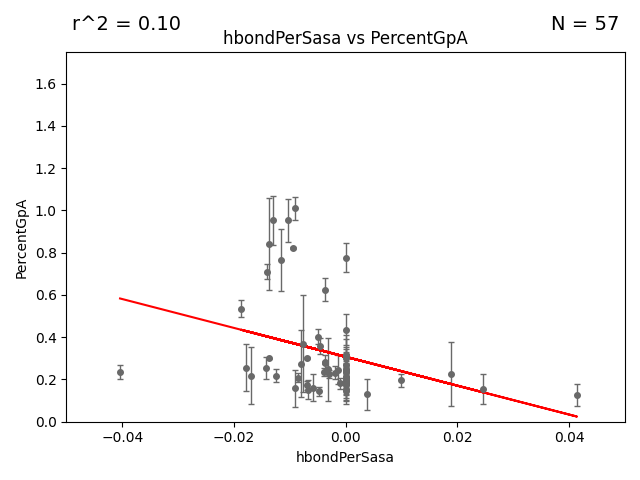 r^2 = 0.10
N = 57
hbondPerSasa vs PercentGpA
1.6
1.4
1.2
1.0
0.8
0.6
0.4
0.2
0.0
PercentGpA
−0.04
−0.02
0.00
0.02
0.04
hbondPerSasa